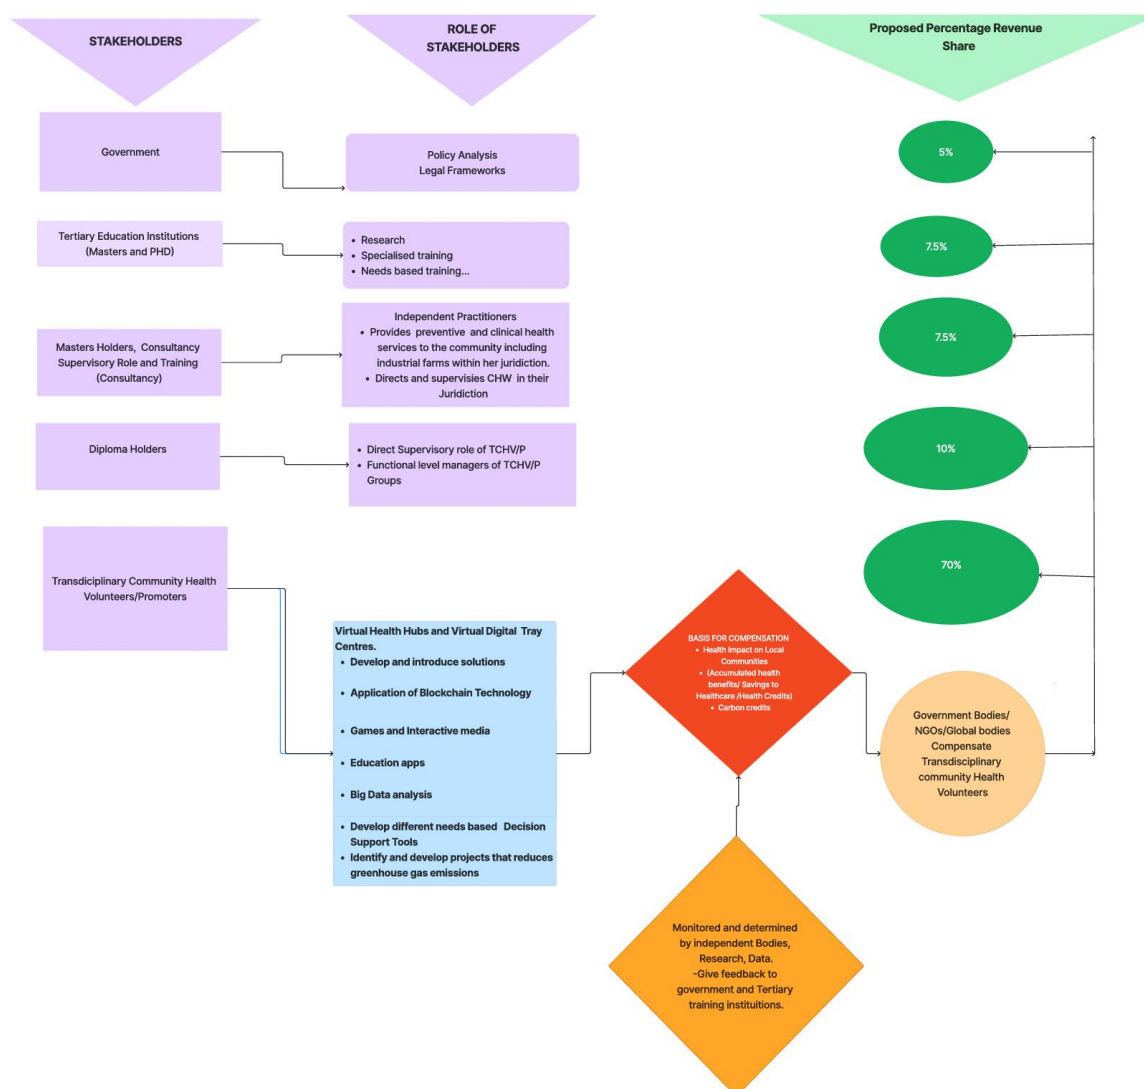 STAKEHOLDERS
ROLE OF
STAKEHOLDERS
Proposed Percentage Revenue
Share
Government
Policy Analysis
Legal Frameworks
5%
Tertiary Education Institutions
(Masters and PHD)
• Research
• Specialised training
• Needs based training...
7.5%
Masters Holders, Consultancy
Supervisory Role and Training
(Consultancy)
Independent Practitioners
• Provides preventive and clinical health
services to the community including
industrial farms within her juridiction.
• Directs and supervisies CHW in their
Juridiction
7.5%
Diploma Holders
• Direct Supervisory role of TCHV/P
• Functional level managers of TCHV/P
Groups
10%
Transdiciplinary Community Health
Volunteers/Promoters
70%
Virtual Health Hubs and Virtual Digital Tray
Centres.
• Develop and introduce solutions
• Application of Blockchain Technology
• Games and Interactive media
• Education apps
• Big Data analysis
• Develop different needs based Decision
Support Tools
• Identify and develop projects that reduces
greenhouse gas emissions
BASIS FOR COMPENSATION
• Health Impact on Local
Communities
• (Accumulated health
benefits/ Savings to
Healthcare /Health Credits)
• Carbon credits
Government Bodies/
NGOs/Global bodies
Compensate
Transdisciplinary
community Health
Volunteers
Monitored and determined
by independent Bodies,
Research, Data.
-Give feedback to
government and Tertiary
training instituitions.